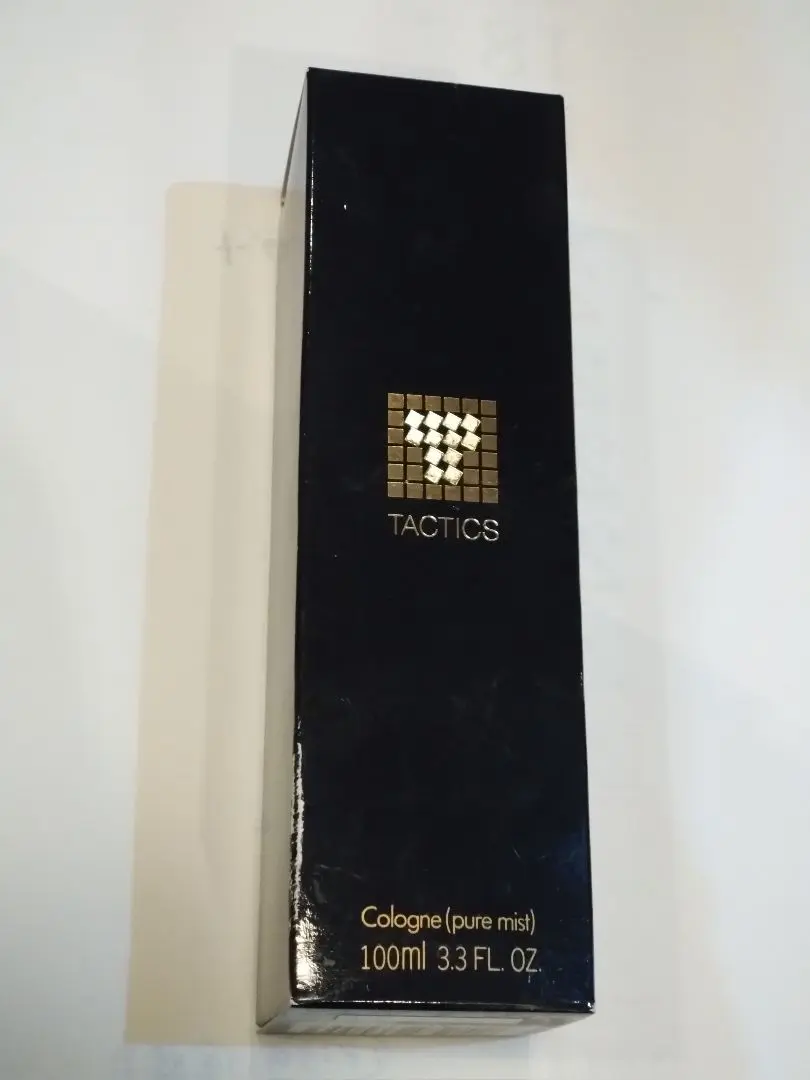 TACTICS
Cologne (pure mist)
100ml 3.3 FL. OZ.